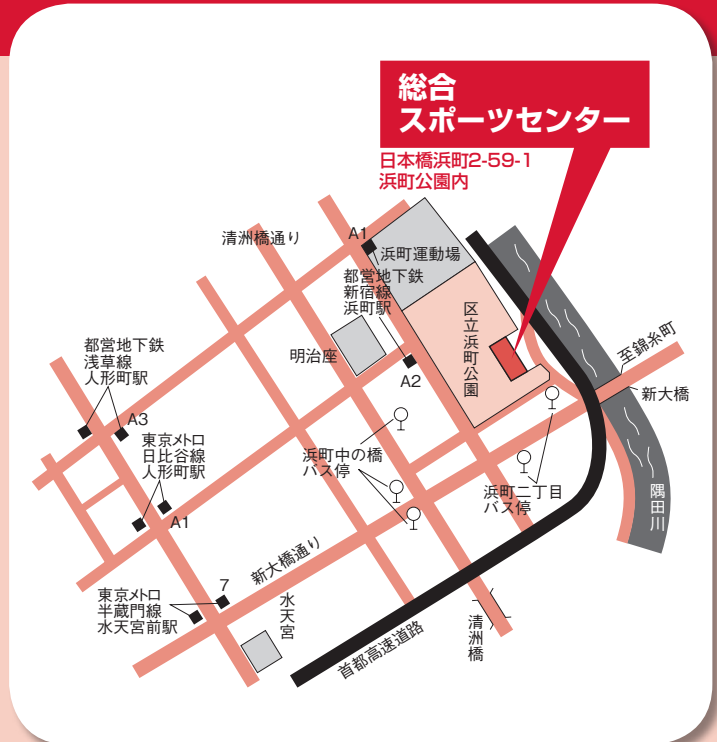 総合
スポーツセンター
日本橋浜町2-59-1
浜町公園内
清洲橋通り
A1
浜町運動場
都営地下鉄
新宿線
浜町駅
区立浜町公園
明治座
A2
至錦糸町
新大橋
都営地下鉄
浅草線
人形町駅
A3
東京メトロ
日比谷線
人形町駅
A1
浜町中の橋
バス停
浜町二丁目
バス停
隅田川
新大橋通り
7
東京メトロ
半蔵門線
水天宮前駅
水天宮
清洲橋
首都高速道路